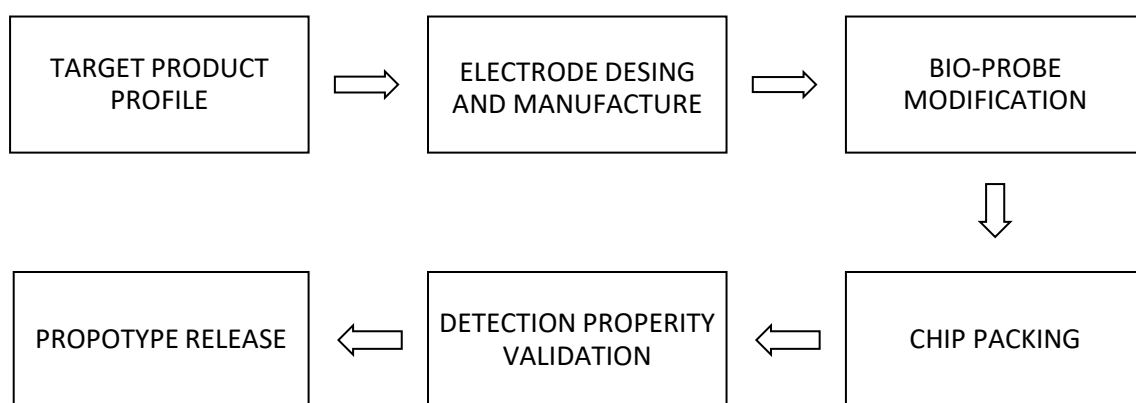 TARGET PRODUCT
PROFILE
ELECTRODE DESING
AND MANUFACTURE
BIO-PROBE
MODIFICATION
PROPOTYPE RELEASE
DETECTION PROPERITY
VALIDATION
CHIP PACKING